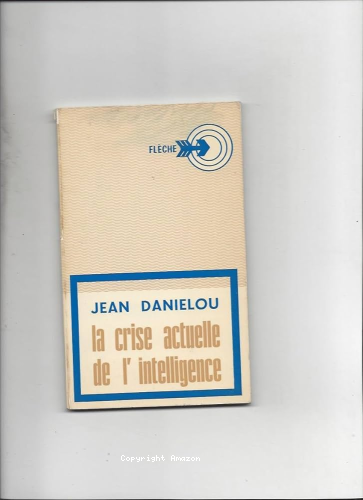 FLECHE
JEAN DANIELOU
la crise actuelle
de l' intelligence
Copyright Amazon